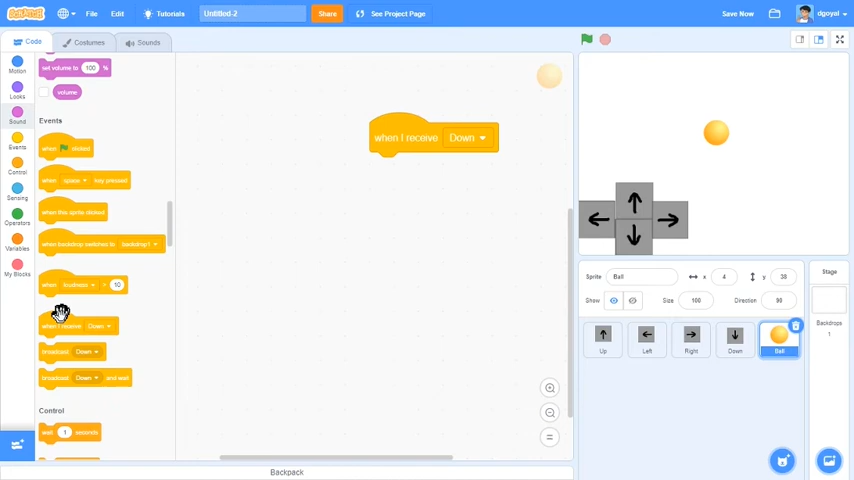 SCRATCH File Edit Tutorials Untitled-2 Share See Project Page Save Now dgoyal
Code Costumes Sounds
Motion
Looks
Sound
Events
Control
Sensing
Operators
Variables
My Blocks
set volume to 100 %
volume
Events
when clicked
when space key pressed
when this sprite clicked
when backdrop switches to backdrop1
when loudness > 10
when I receive Down
broadcast Down
broadcast Down and wait
Control
wait 1 seconds
when I receive Down
Sprite Ball x 4 y 38
Show Size 100 Direction 90
Up Left Right Down Ball
Stage
Backdrops
1
Backpack